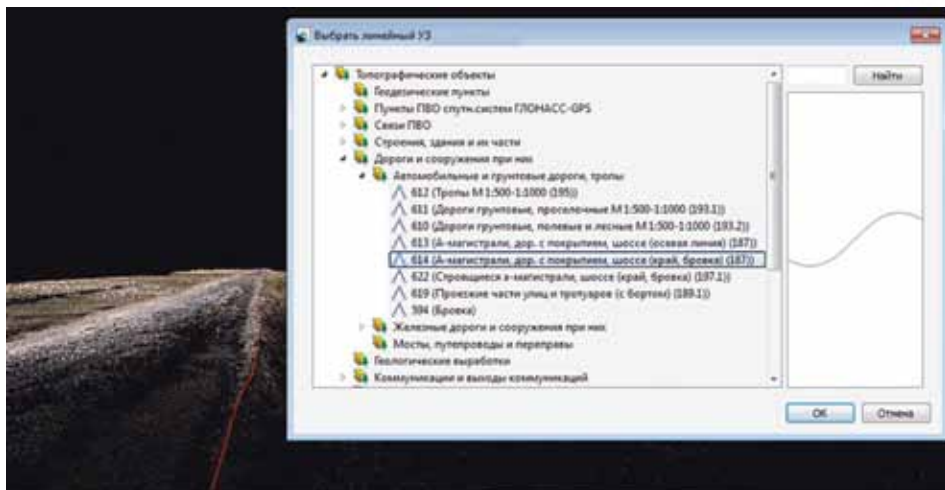 Выбрать линейный УЗ
Найти
Топографические объекты
Геодезические пункты
Пункты ПВО спутн.систем ГЛОНАСС-GPS
Связи ПВО
Строения, здания и их части
Дороги и сооружения при них
Автомобильные и грунтовые дороги, тропы
612 (Тропы М 1:500-1:1000 (195))
611 (Дороги грунтовые, проселочные М 1:500-1:1000 (193.1))
610 (Дороги грунтовые, полевые и лесные М 1:500-1:1000 (193.2))
613 (А-магистрали, дор. с покрытием, шоссе (осевая линия) (187))
614 (А-магистрали, дор. с покрытием, шоссе (край, бровка) (187))
622 (Строящиеся а-магистрали, шоссе (край, бровка) (197.1))
619 (Проезжие части улиц и тротуаров (с бортом) (189.1))
594 (Бровка)
Железные дороги и сооружения при них
Мосты, путепроводы и переправы
Геологические выработки
Коммуникации и выходы коммуникаций
ОК
Отмена